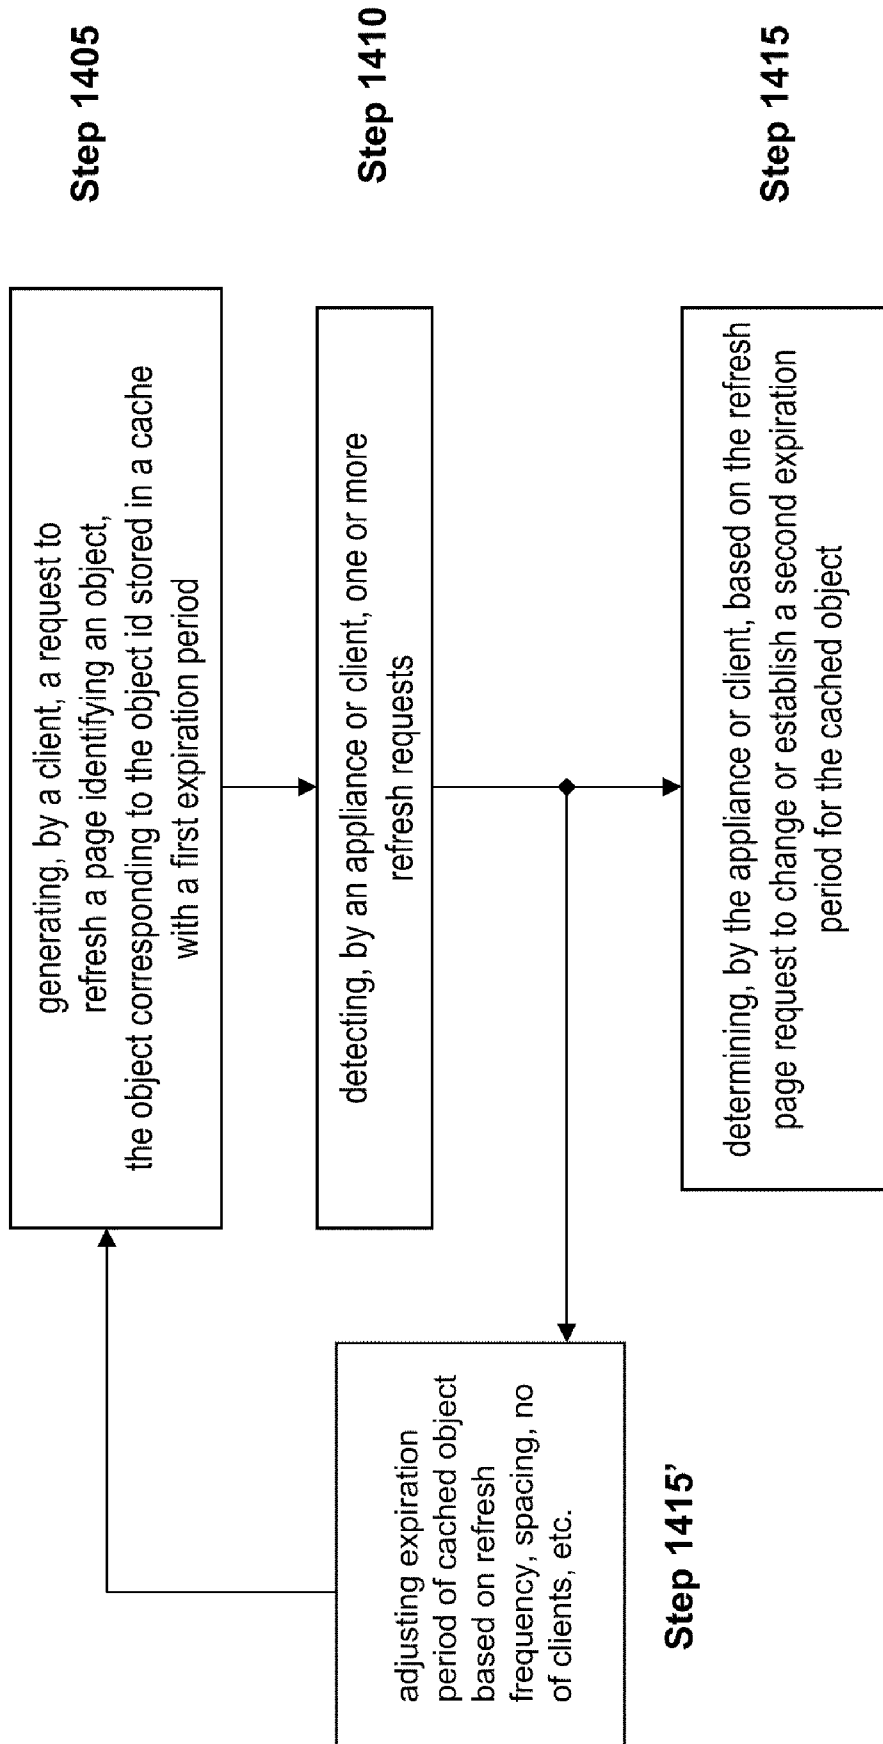 Step 1405
generating, by a client, a request to
refresh a page identifying an object,
the object corresponding to the object id stored in a cache
with a first expiration period
Step 1410
detecting, by an appliance or client, one or more
refresh requests
Step 1415
determining, by the appliance or client, based on the refresh
page request to change or establish a second expiration
period for the cached object
adjusting expiration
period of cached object
based on refresh
frequency, spacing, no
of clients, etc.
Step 1415’